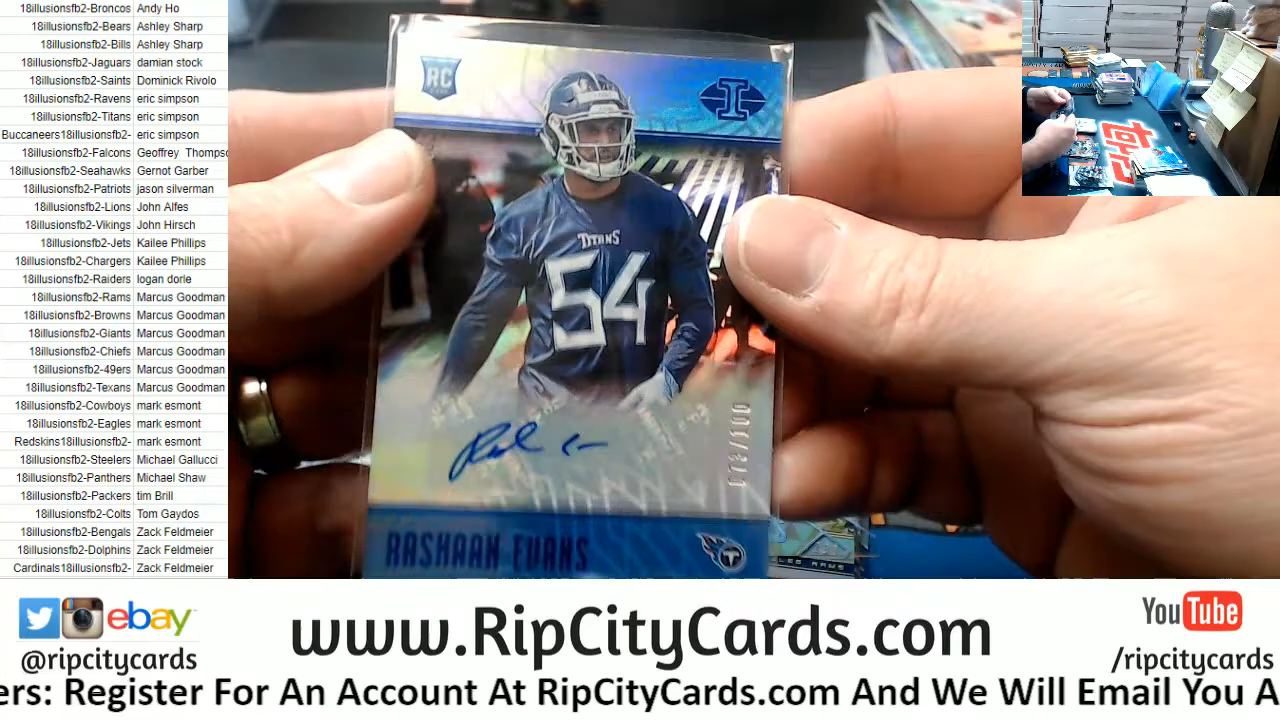 18illusionsfb2-Broncos Andy Ho
18illusionsfb2-Bears Ashley Sharp
18illusionsfb2-Bills Ashley Sharp
18illusionsfb2-Jaguars damian stock
18illusionsfb2-Saints Dominick Rivolo
18illusionsfb2-Ravens eric simpson
18illusionsfb2-Titans eric simpson
Buccaneers18illusionsfb2- eric simpson
18illusionsfb2-Falcons Geoffrey Thompsc
18illusionsfb2-Seahawks Gernot Garber
18illusionsfb2-Patriots jason silverman
18illusionsfb2-Lions John Alfes
18illusionsfb2-Vikings John Hirsch
18illusionsfb2-Jets Kailee Phillips
18illusionsfb2-Chargers Kailee Phillips
18illusionsfb2-Raiders logan dorle
18illusionsfb2-Rams Marcus Goodman
18illusionsfb2-Browns Marcus Goodman
18illusionsfb2-Giants Marcus Goodman
18illusionsfb2-Chiefs Marcus Goodman
18illusionsfb2-49ers Marcus Goodman
18illusionsfb2-Texans Marcus Goodman
18illusionsfb2-Cowboys mark esmont
18illusionsfb2-Eagles mark esmont
Redskins18illusionsfb2- mark esmont
18illusionsfb2-Steelers Michael Gallucci
18illusionsfb2-Panthers Michael Shaw
18illusionsfb2-Packers tim Brill
18illusionsfb2-Colts Tom Gaydos
18illusionsfb2-Bengals Zack Feldmeier
18illusionsfb2-Dolphins Zack Feldmeier
Cardinals18illusionsfb2- Zack Feldmeier
RC
I
TITANS
54
073/100
RASHAAN EVANS
T
LES RAMS
TCR
ebay
@ripcitycards
www.RipCityCards.com
YouTube
/ripcitycards
ers: Register For An Account At RipCityCards.com And We Will Email You A